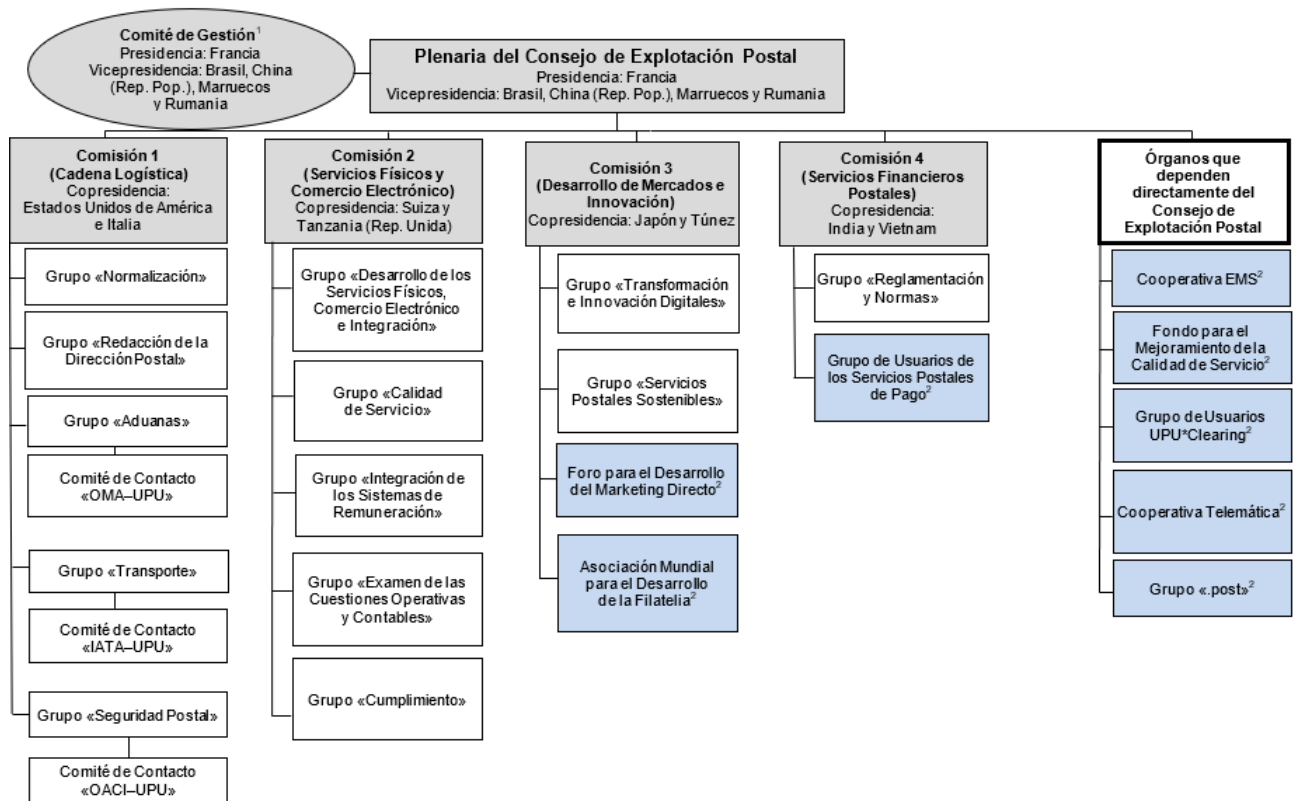 Comité de Gestión¹
Presidencia: Francia
Vicepresidencia: Brasil, China
(Rep. Pop.), Marruecos
y Rumania
Plenaria del Consejo de Explotación Postal
Presidencia: Francia
Vicepresidencia: Brasil, China (Rep. Pop.), Marruecos y Rumania
Comisión 1
(Cadena Logística)
Copresidencia:
Estados Unidos de América
e Italia
Grupo «Normalización»
Grupo «Redacción de la
Dirección Postal»
Grupo «Aduanas»
Comité de Contacto
«OMA–UPU»
Grupo «Transporte»
Comité de Contacto
«IATA–UPU»
Grupo «Seguridad Postal»
Comité de Contacto
«OACI–UPU»
Comisión 2
(Servicios Físicos y
Comercio Electrónico)
Copresidencia: Suiza y
Tanzania (Rep. Unida)
Grupo «Desarrollo de los
Servicios Físicos,
Comercio Electrónico
e Integración»
Grupo «Calidad
de Servicio»
Grupo «Integración de
los Sistemas de
Remuneración»
Grupo «Examen de las
Cuestiones Operativas
y Contables»
Grupo «Cumplimiento»
Comisión 3
(Desarrollo de Mercados e
Innovación)
Copresidencia: Japón y Túnez
Grupo «Transformación
e Innovación Digitales»
Grupo «Servicios
Postales Sostenibles»
Foro para el Desarrollo
del Marketing Directo²
Asociación Mundial
para el Desarrollo
de la Filatelia²
Comisión 4
(Servicios Financieros
Postales)
Copresidencia:
India y Vietnam
Grupo «Reglamentación
y Normas»
Grupo de Usuarios de
los Servicios Postales
de Pago²
Órganos que
dependen
directamente del
Consejo de
Explotación Postal
Cooperativa EMS²
Fondo para el
Mejoramiento de la
Calidad de Servicio²
Grupo de Usuarios
UPU*Clearing²
Cooperativa Telemática²
Grupo «.post»²